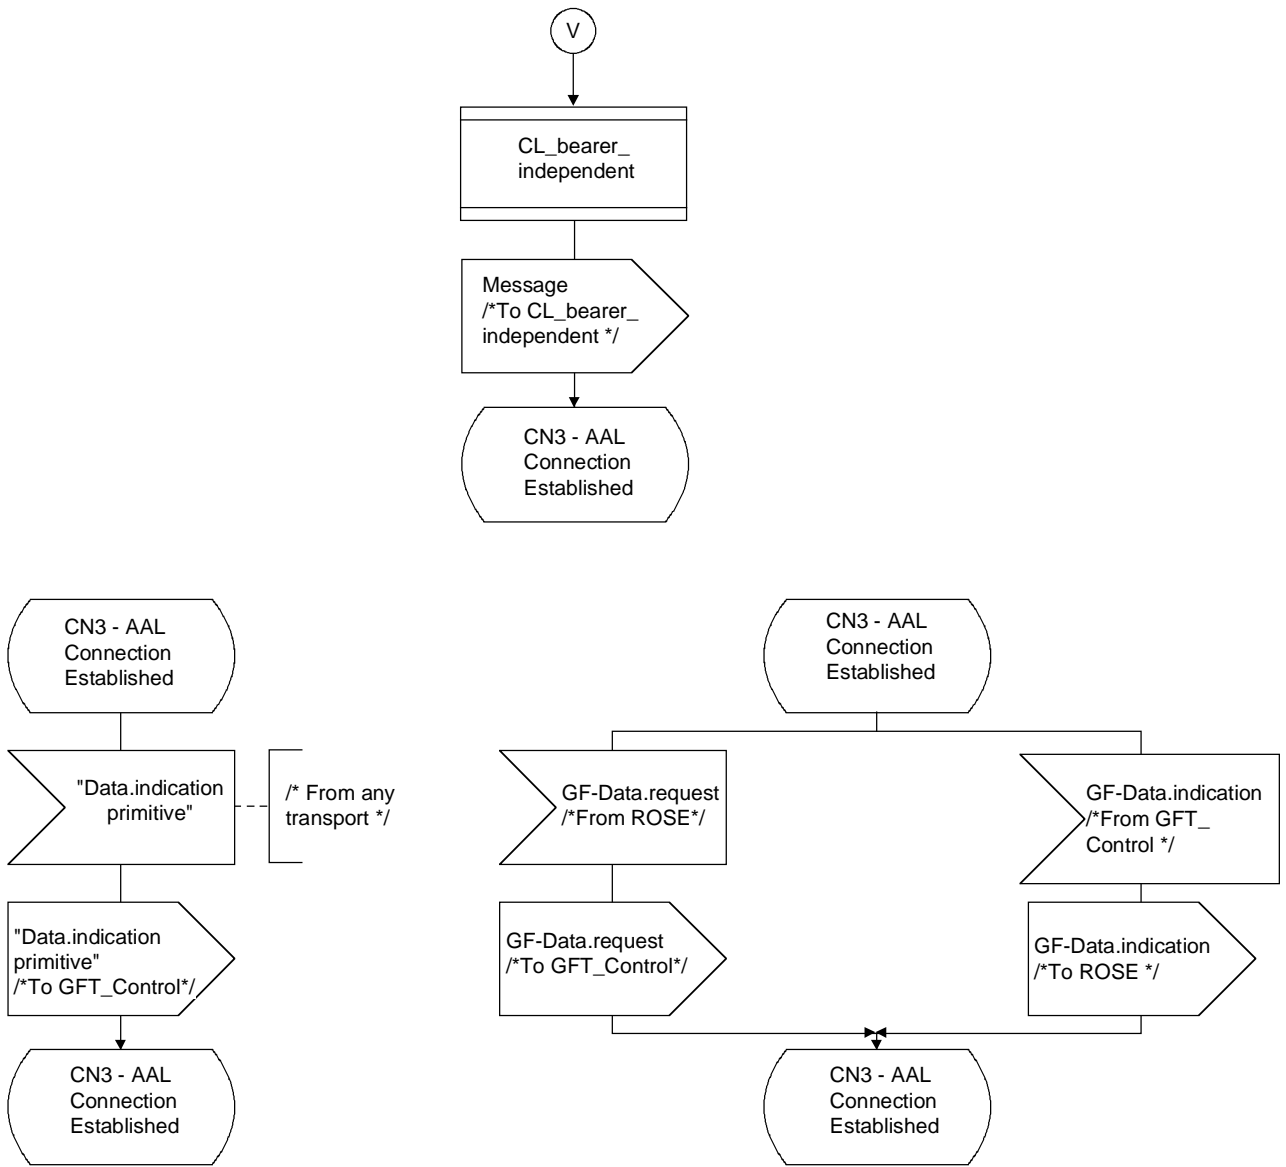 V
CL_bearer_
independent
Message
/*To CL_bearer_
independent */
CN3 - AAL
Connection
Established
CN3 - AAL
Connection
Established
"Data.indication
primitive"
/* From any
transport */
"Data.indication
primitive"
/*To GFT_Control*/
CN3 - AAL
Connection
Established
CN3 - AAL
Connection
Established
GF-Data.request
/*From ROSE*/
GF-Data.indication
/*From GFT_
Control */
GF-Data.request
/*To GFT_Control*/
GF-Data.indication
/*To ROSE */
CN3 - AAL
Connection
Established